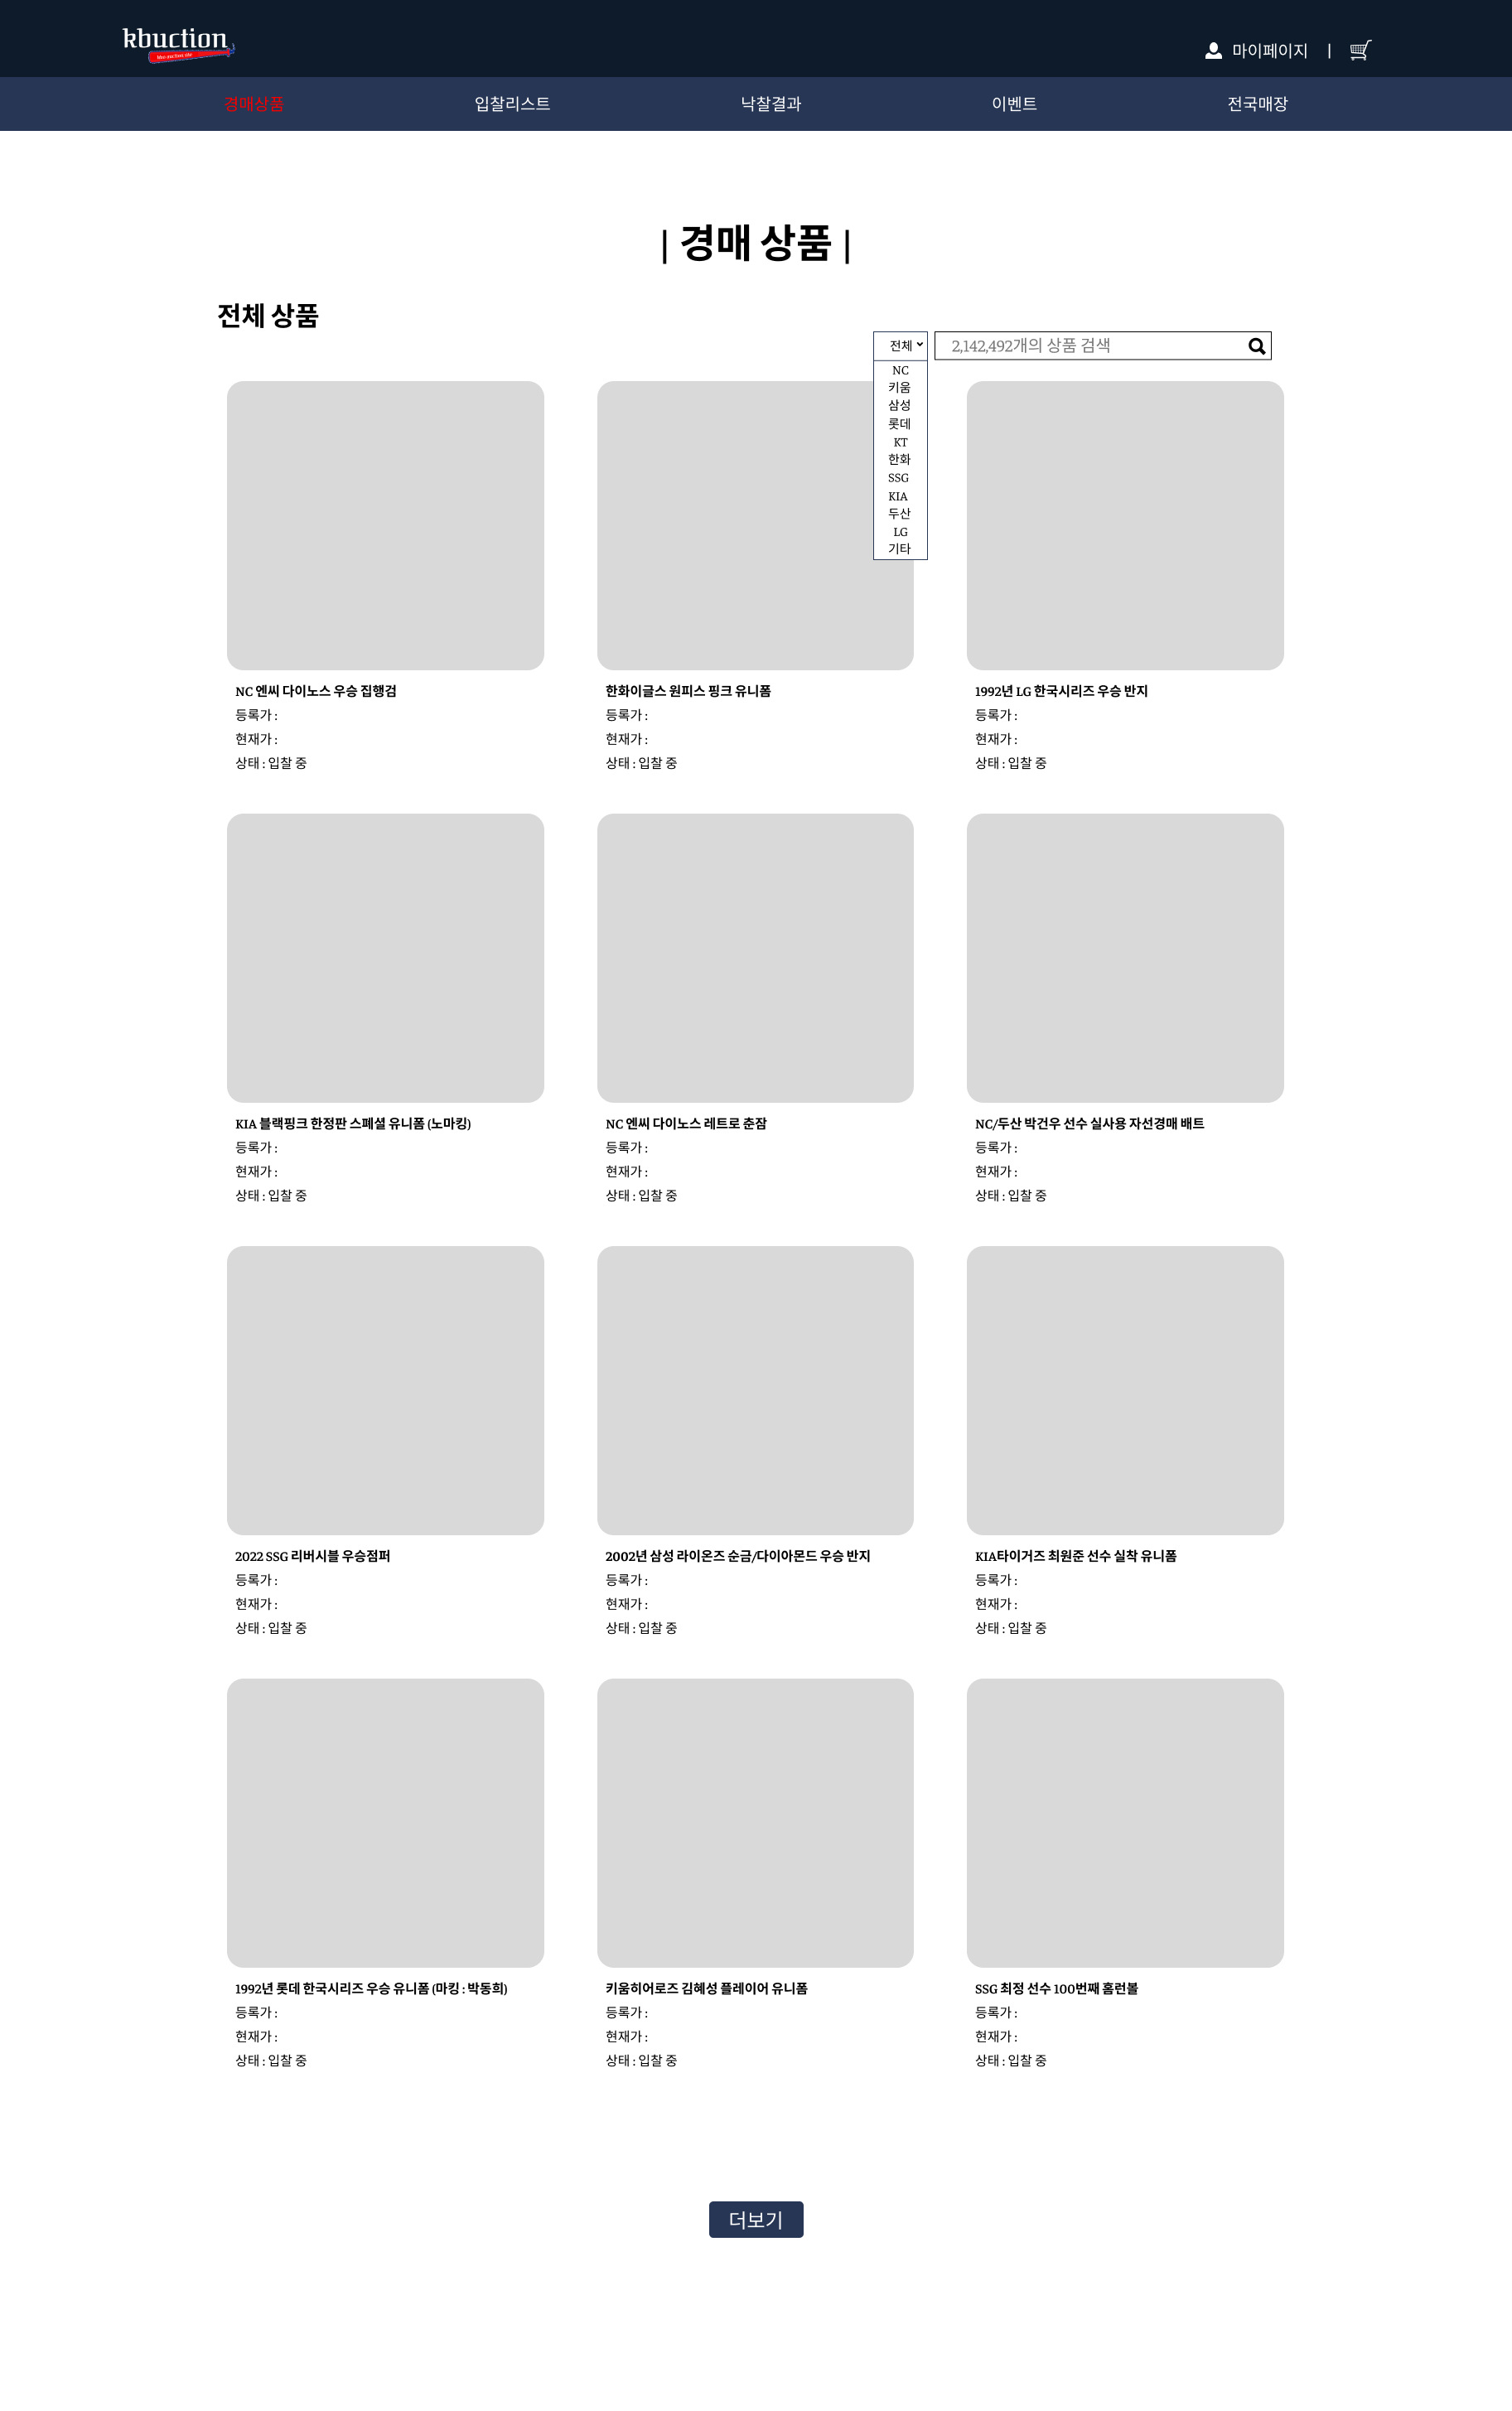 kbuction
마이페이지 |
경매상품 입찰리스트 낙찰결과 이벤트 전국매장
| 경매 상품 |
전체 상품
전체 2,142,492개의 상품 검색
NC
키움
삼성
롯데
KT
한화
SSG
KIA
두산
LG
기타
NC 엔씨 다이노스 우승 집행검
등록가 :
현재가 :
상태 : 입찰 중
한화이글스 원피스 핑크 유니폼
등록가 :
현재가 :
상태 : 입찰 중
1992년 LG 한국시리즈 우승 반지
등록가 :
현재가 :
상태 : 입찰 중
KIA 블랙핑크 한정판 스페셜 유니폼 (노마킹)
등록가 :
현재가 :
상태 : 입찰 중
NC 엔씨 다이노스 레트로 춘잠
등록가 :
현재가 :
상태 : 입찰 중
NC/두산 박건우 선수 실사용 자선경매 배트
등록가 :
현재가 :
상태 : 입찰 중
2022 SSG 리버시블 우승점퍼
등록가 :
현재가 :
상태 : 입찰 중
2002년 삼성 라이온즈 순금/다이아몬드 우승 반지
등록가 :
현재가 :
상태 : 입찰 중
KIA타이거즈 최원준 선수 실착 유니폼
등록가 :
현재가 :
상태 : 입찰 중
1992년 롯데 한국시리즈 우승 유니폼 (마킹 : 박동희)
등록가 :
현재가 :
상태 : 입찰 중
키움히어로즈 김혜성 플레이어 유니폼
등록가 :
현재가 :
상태 : 입찰 중
SSG 최정 선수 100번째 홈런볼
등록가 :
현재가 :
상태 : 입찰 중
더보기